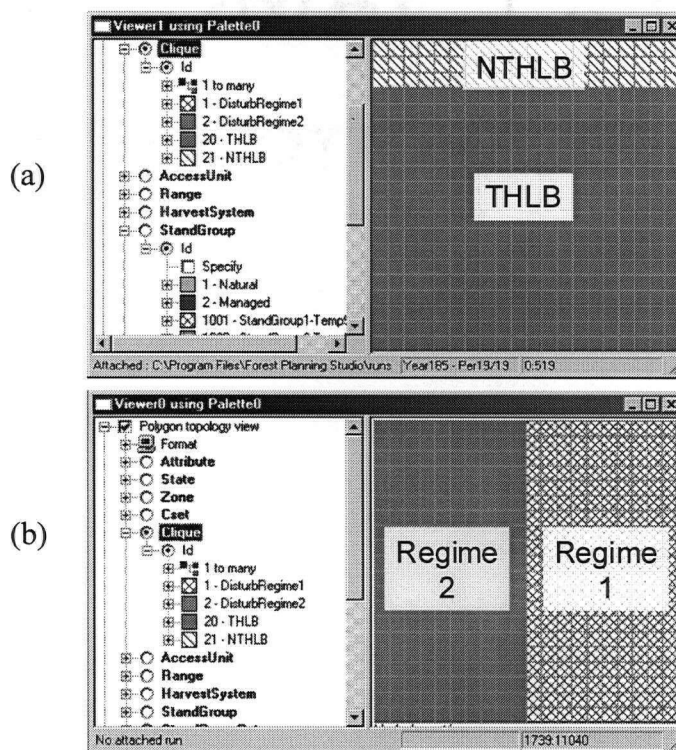 (a)
Viewer1 using Palette0
Clique
Id
1 to many
1 - DisturbRegime1
2 - DisturbRegime2
20 - THLB
21 - NTHLB
AccessUnit
Range
HarvestSystem
StandGroup
Id
Specify
1 - Natural
2 - Managed
1001 - StandGroup1-Temp
NTHLB
THLB
Attached : C:\Program Files\Forest Planning Studio\runs
Year185 - Per19/19
0:519
(b)
Viewer0 using Palette0
Polygon topology view
Format
Attribute
State
Zone
Cset
Clique
Id
1 to many
1 - DisturbRegime1
2 - DisturbRegime2
20 - THLB
21 - NTHLB
AccessUnit
Range
HarvestSystem
StandGroup
Regime
2
Regime
1
No attached run
1739:11040